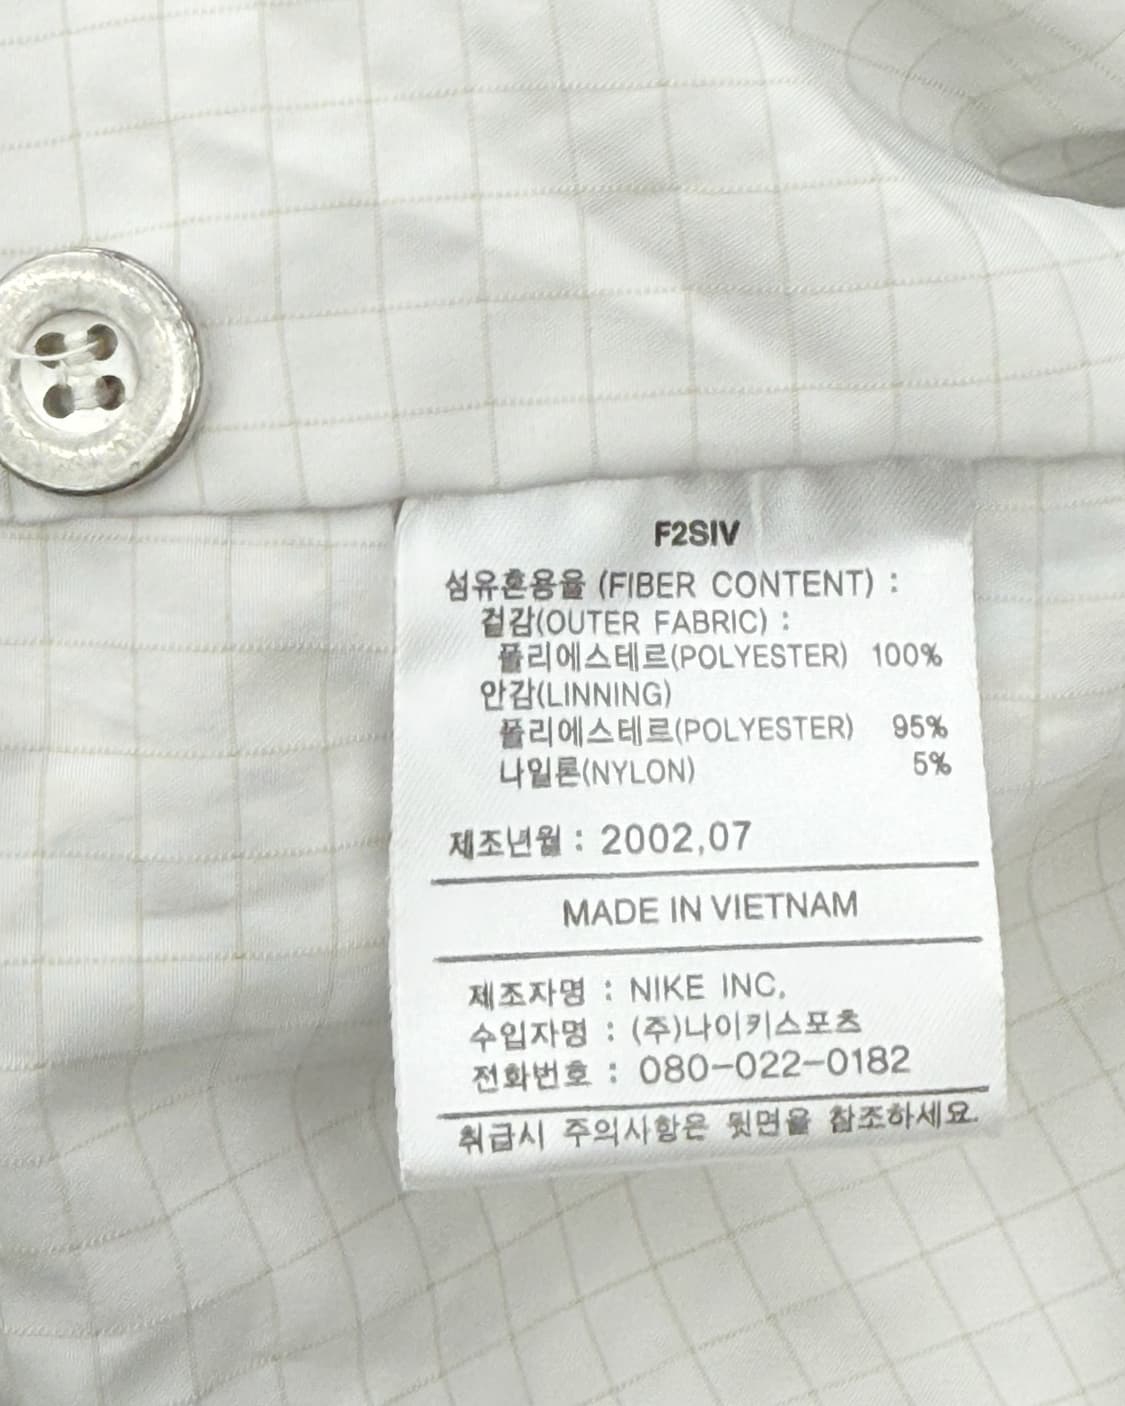 F2SIV
섬유혼용율 (FIBER CONTENT) :
겉감(OUTER FABRIC) :
폴리에스테르(POLYESTER) 100%
안감(LINNING)
폴리에스테르(POLYESTER) 95%
나일론(NYLON) 5%
제조년월 : 2002,07
MADE IN VIETNAM
제조자명 : NIKE INC,
수입자명 : (주)나이키스포츠
전화번호 : 080-022-0182
취급시 주의사항은 뒷면을 참조하세요.